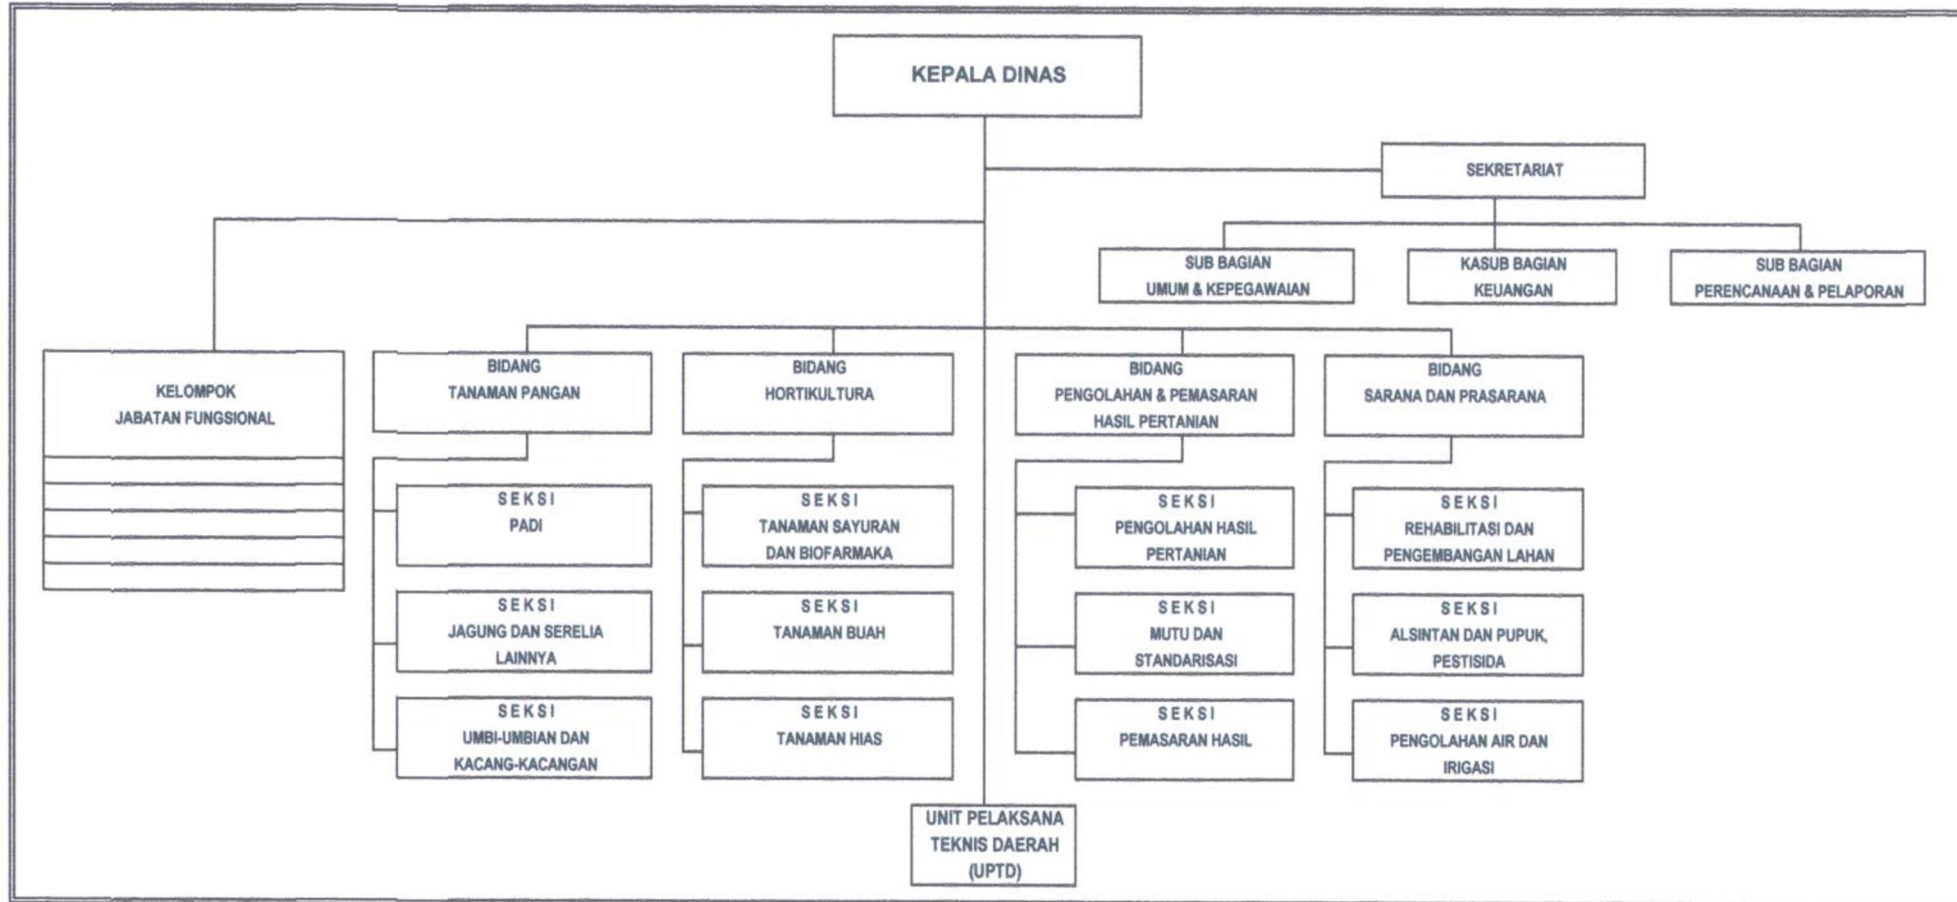 KEPALA DINAS
SEKRETARIAT
SUB BAGIAN
UMUM & KEPEGAWAIAN
KASUB BAGIAN
KEUANGAN
SUB BAGIAN
PERENCANAAN & PELAPORAN
KELOMPOK
JABATAN FUNGSIONAL
BIDANG
TANAMAN PANGAN
SEKSI
PADI
SEKSI
JAGUNG DAN SERELIA
LAINNYA
SEKSI
UMBI-UMBIAN DAN
KACANG-KACANGAN
BIDANG
HORTIKULTURA
SEKSI
TANAMAN SAYURAN
DAN BIOFARMAKA
SEKSI
TANAMAN BUAH
SEKSI
TANAMAN HIAS
BIDANG
PENGOLAHAN & PEMASARAN
HASIL PERTANIAN
SEKSI
PENGOLAHAN HASIL
PERTANIAN
SEKSI
MUTU DAN
STANDARISASI
SEKSI
PEMASARAN HASIL
BIDANG
SARANA DAN PRASARANA
SEKSI
REHABILITASI DAN
PENGEMBANGAN LAHAN
SEKSI
ALSINTAN DAN PUPUK,
PESTISIDA
SEKSI
PENGOLAHAN AIR DAN
IRIGASI
UNIT PELAKSANA
TEKNIS DAERAH
(UPTD)